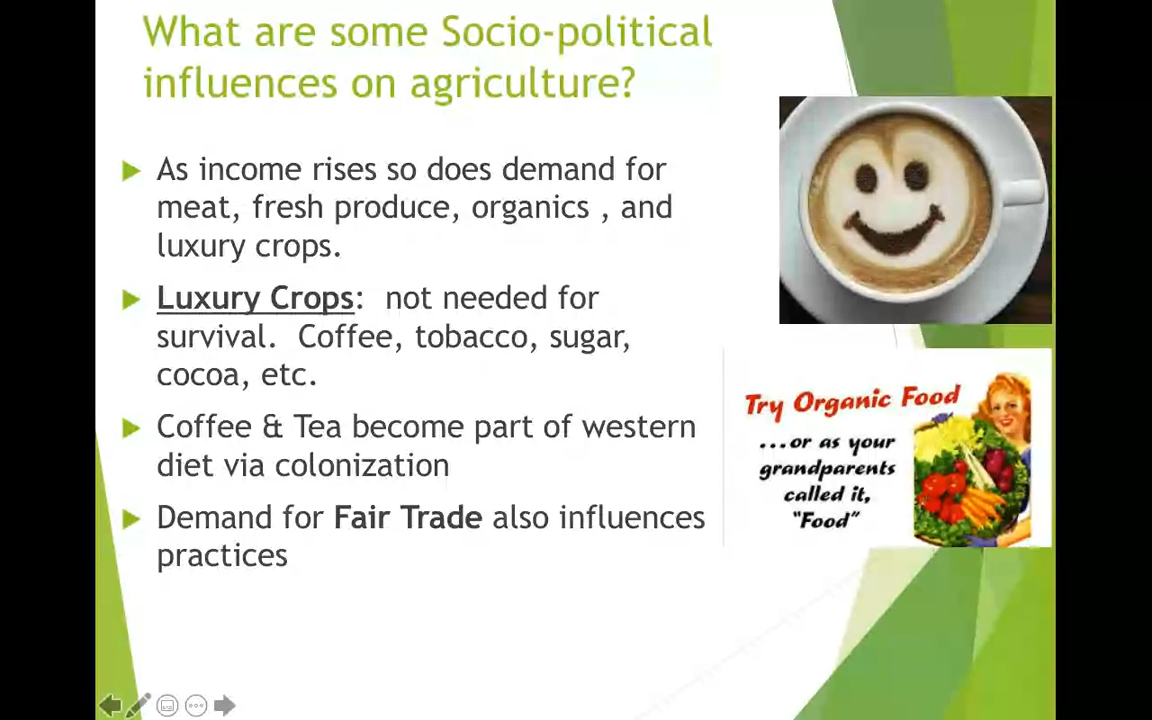 What are some Socio-political
influences on agriculture?
As income rises so does demand for
meat, fresh produce, organics , and
luxury crops.
Luxury Crops: not needed for
survival. Coffee, tobacco, sugar,
cocoa, etc.
Coffee & Tea become part of western
diet via colonization
Demand for Fair Trade also influences
practices
Try Organic Food
...or as your
grandparents
called it,
"Food"